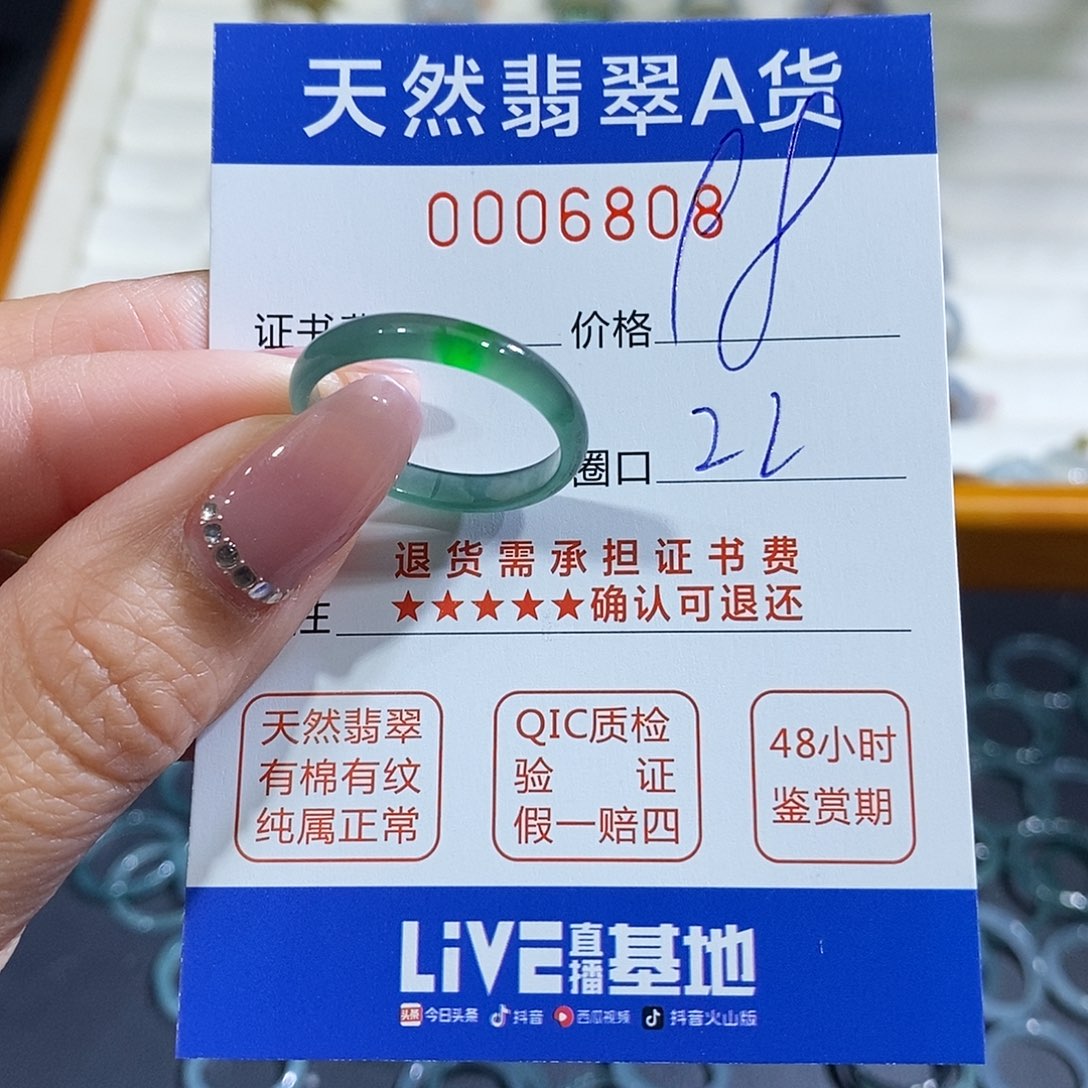 天然翡翠A货
0006808
证书 价格
圈口 22
退货需承担证书费
★★★★★确认可退还
注
天然翡翠
有棉有纹
纯属正常
QIC质检
验 证
假一赔四
48小时
鉴赏期
LiVE直播基地
头条 今日头条 抖音 西瓜视频 抖音火山版